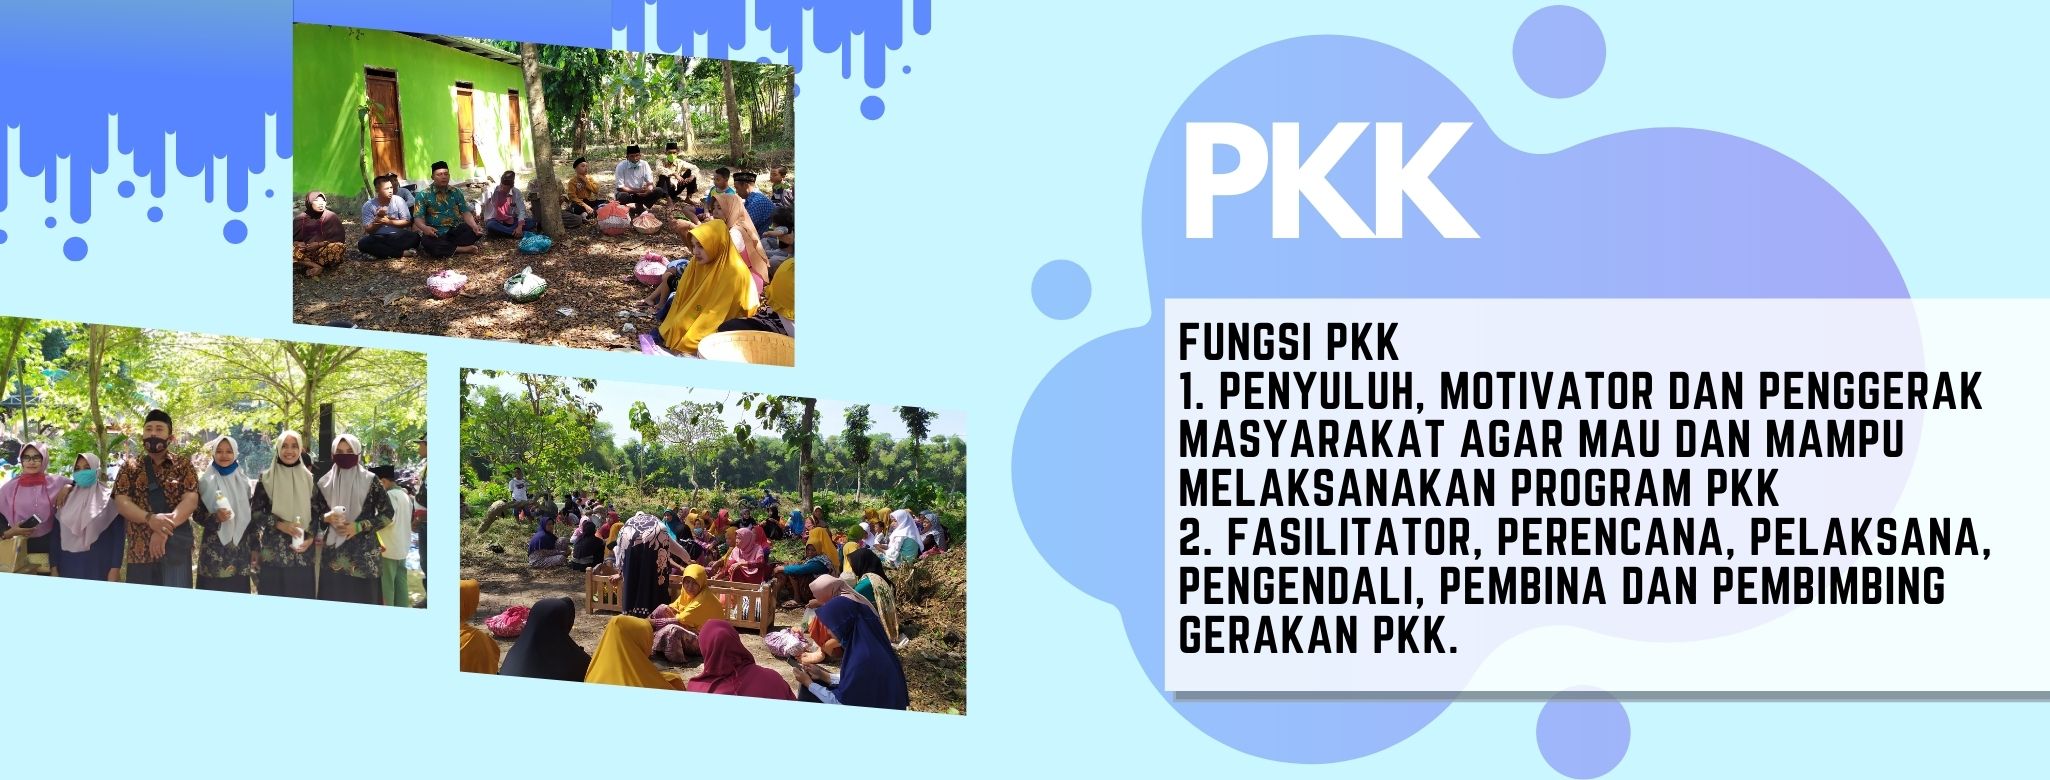 PKK
FUNGSI PKK
1. PENYULUH, MOTIVATOR DAN PENGGERAK
MASYARAKAT AGAR MAU DAN MAMPU
MELAKSANAKAN PROGRAM PKK
2. FASILITATOR, PERENCANA, PELAKSANA,
PENGENDALI, PEMBINA DAN PEMBIMBING
GERAKAN PKK.